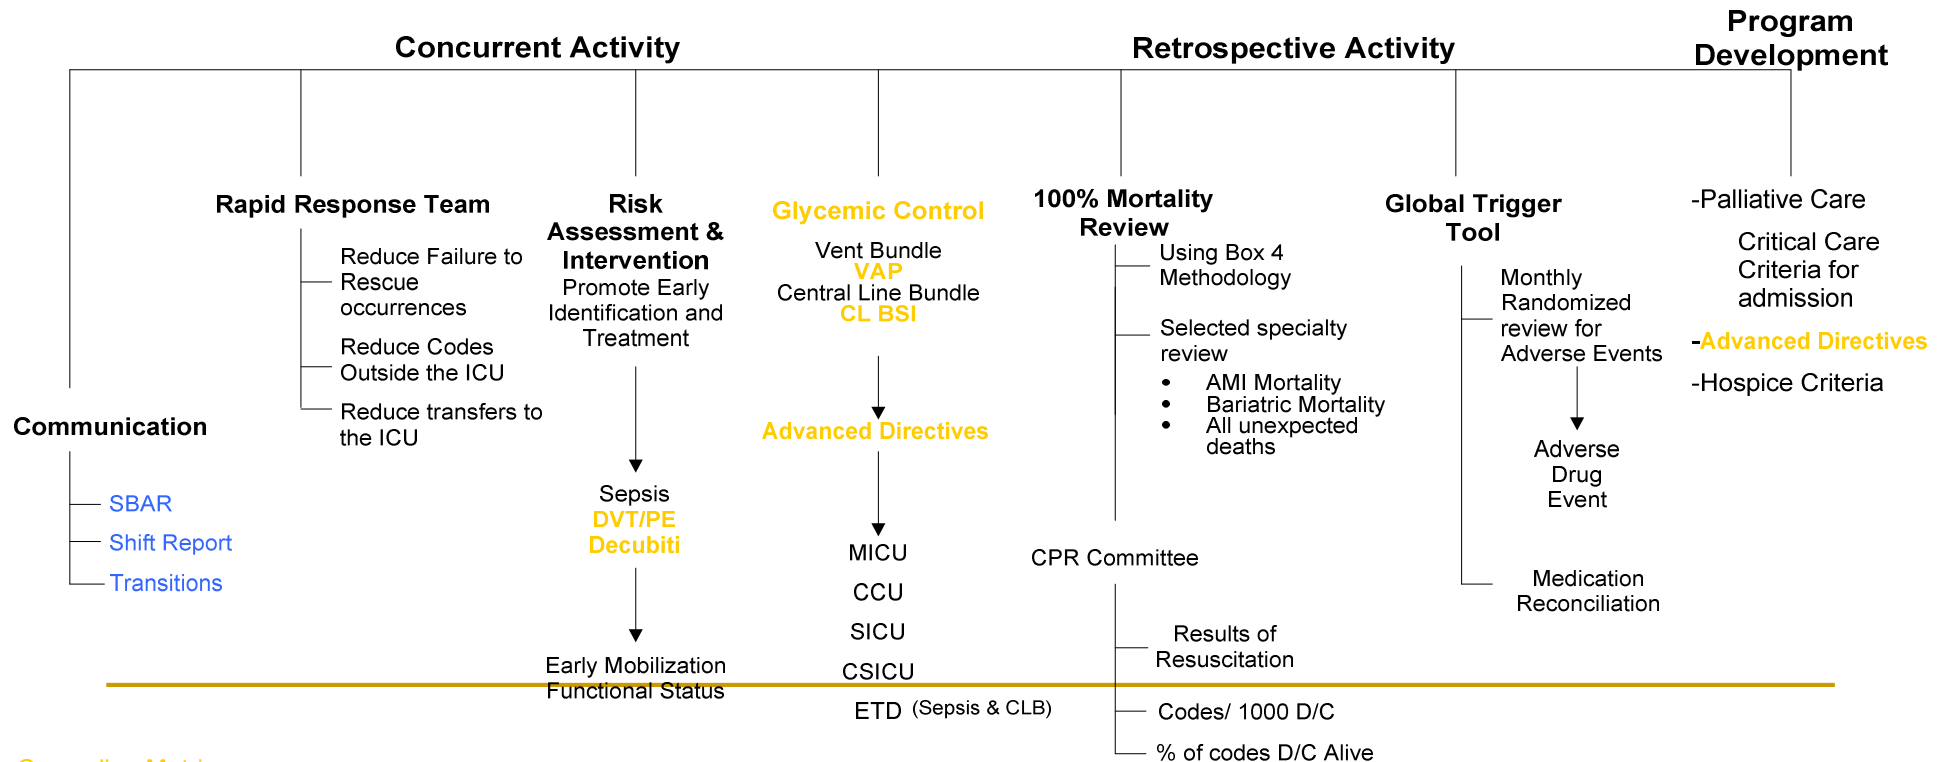 Concurrent Activity
Retrospective Activity
Program
Development
Communication
SBAR
Shift Report
Transitions
Rapid Response Team
Reduce Failure to
Rescue
occurrences
Reduce Codes
Outside the ICU
Reduce transfers to
the ICU
Risk
Assessment &
Intervention
Promote Early
Identification and
Treatment
Sepsis
DVT/PE
Decubiti
Early Mobilization
Functional Status
Glycemic Control
Vent Bundle
VAP
Central Line Bundle
CL BSI
Advanced Directives
MICU
CCU
SICU
CSICU
ETD (Sepsis & CLB)
100% Mortality
Review
Using Box 4
Methodology
Selected specialty
review
• AMI Mortality
• Bariatric Mortality
• All unexpected
deaths
CPR Committee
Results of
Resuscitation
Codes/ 1000 D/C
% of codes D/C Alive
Global Trigger
Tool
Monthly
Randomized
review for
Adverse Events
Adverse
Drug
Event
Medication
Reconciliation
-Palliative Care
Critical Care
Criteria for
admission
-Advanced Directives
-Hospice Criteria